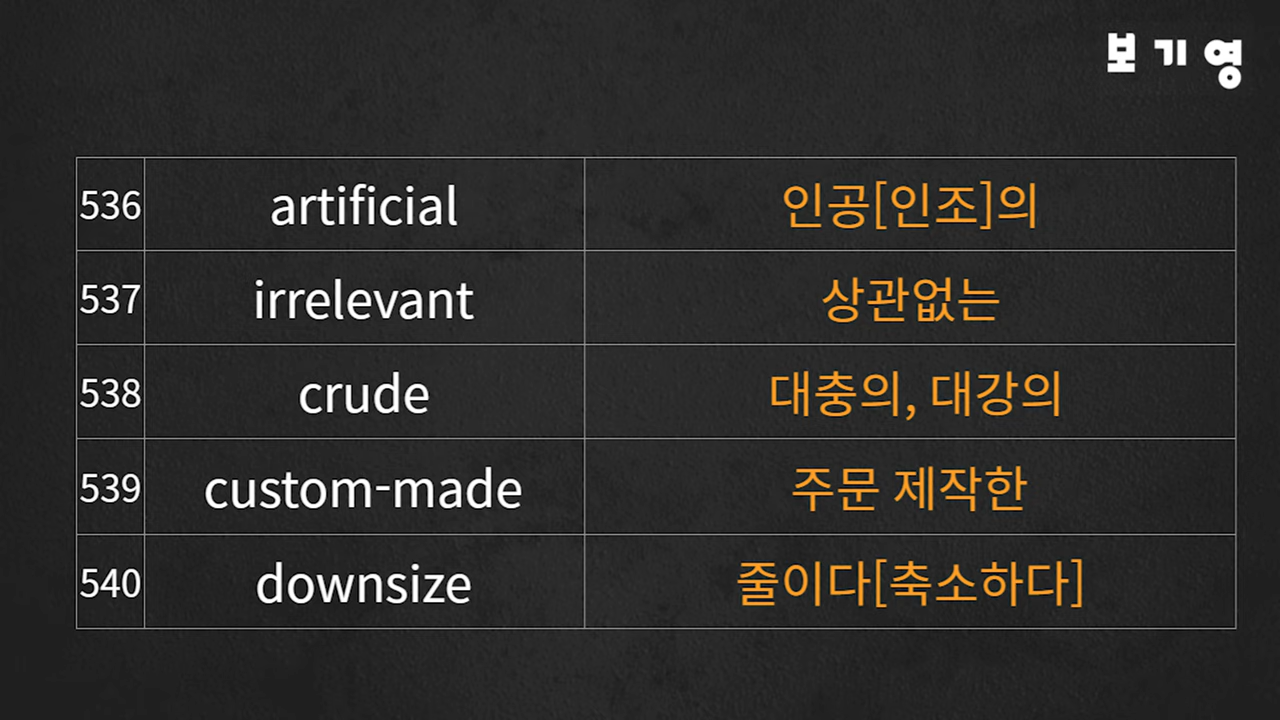 보기영
536 artificial 인공[인조]의
537 irrelevant 상관없는
538 crude 대충의, 대강의
539 custom-made 주문 제작한
540 downsize 줄이다[축소하다]